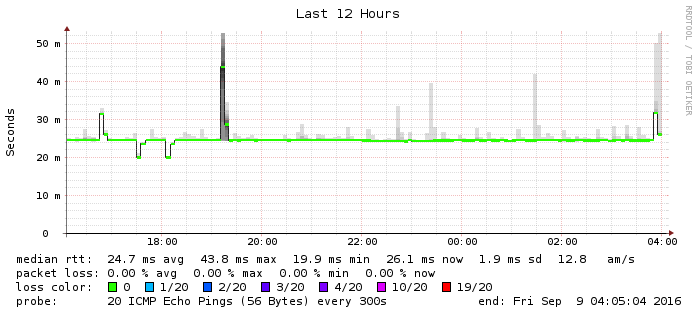 Last 12 Hours
RRDTOOL / TOBI OETIKER
Seconds
50 m
40 m
30 m
20 m
10 m
0
18:00 20:00 22:00 00:00 02:00 04:00
median rtt: 24.7 ms avg 43.8 ms max 19.9 ms min 26.1 ms now 1.9 ms sd 12.8 am/s
packet loss: 0.00 % avg 0.00 % max 0.00 % min 0.00 % now
loss color: 0 1/20 2/20 3/20 4/20 10/20 19/20
probe: 20 ICMP Echo Pings (56 Bytes) every 300s end: Fri Sep 9 04:05:04 2016